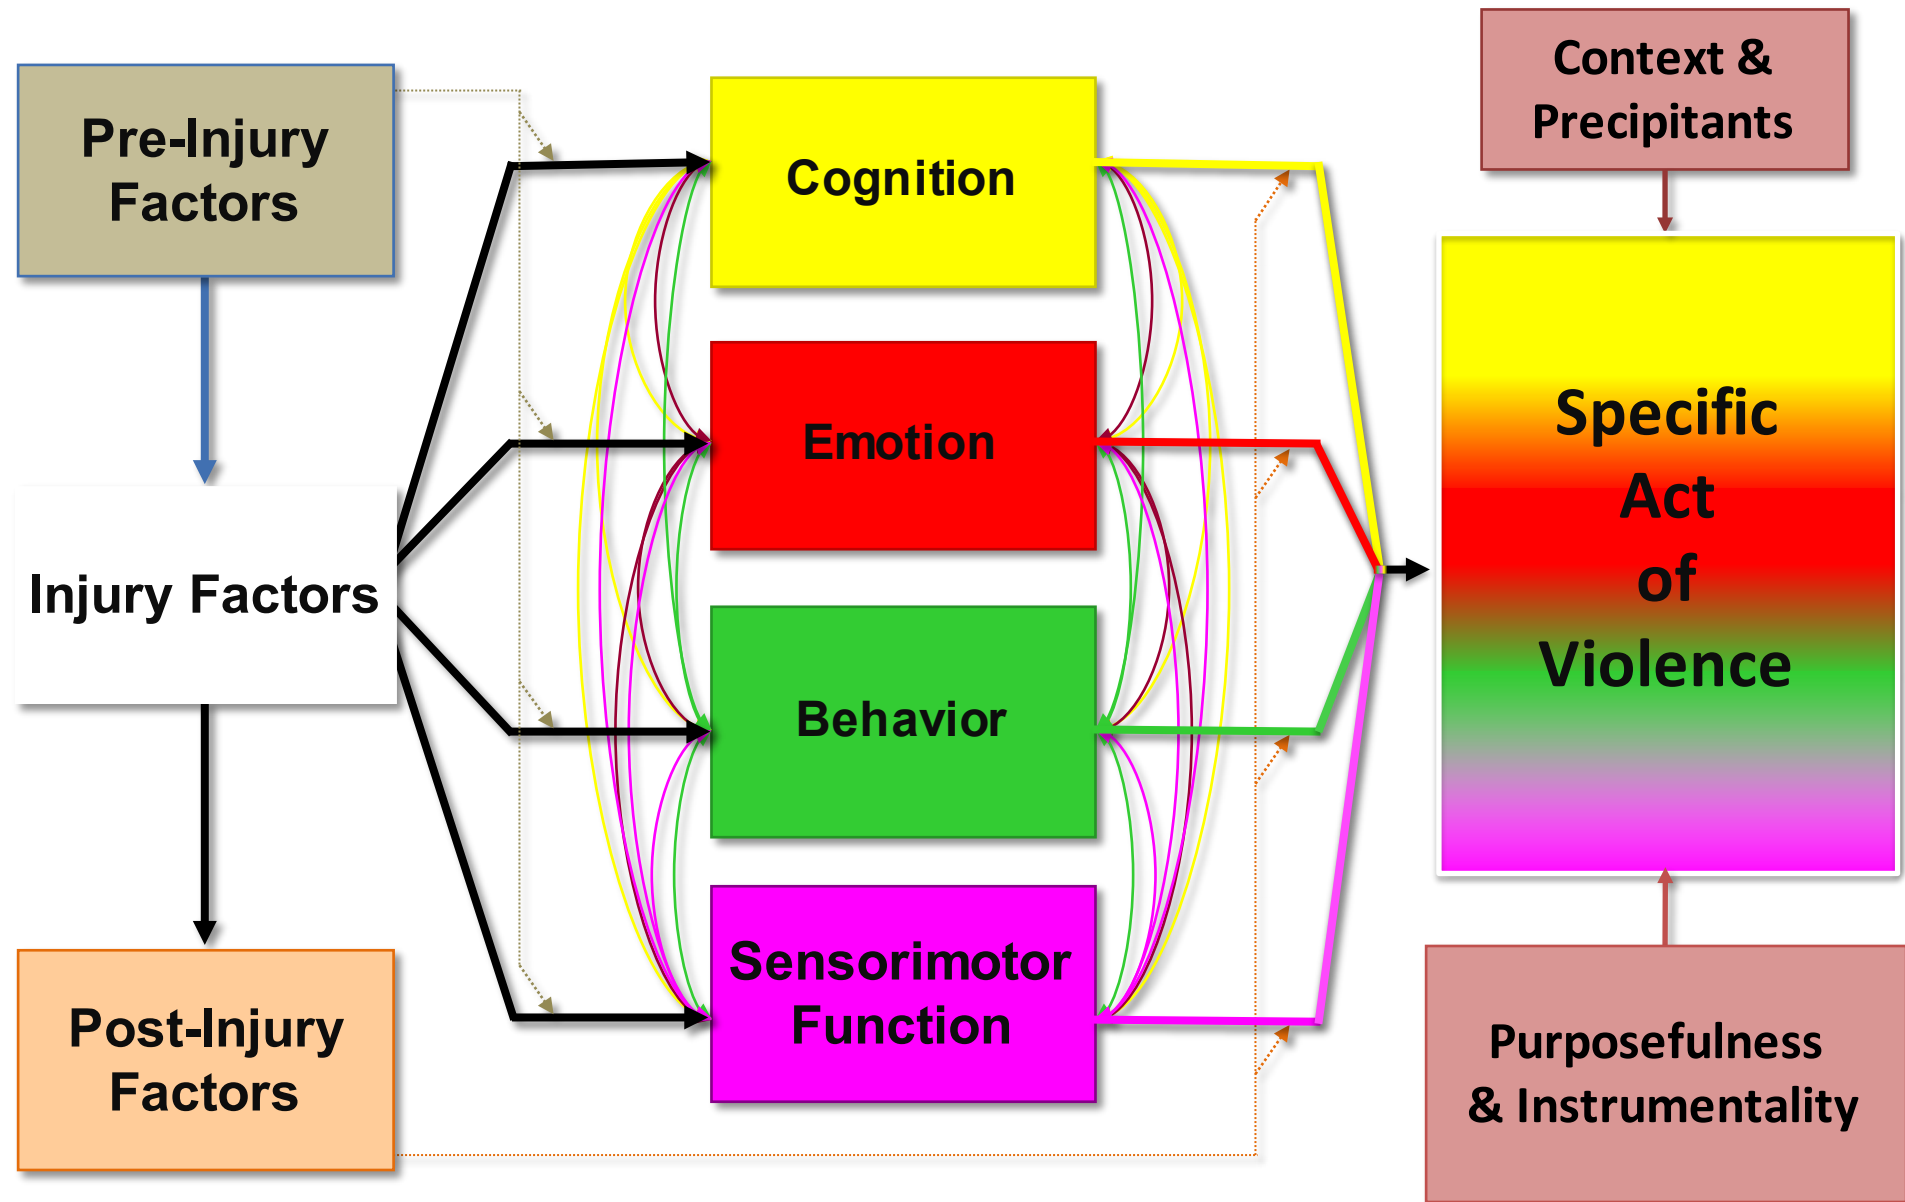 Pre-Injury
Factors
Injury Factors
Post-Injury
Factors
Cognition
Emotion
Behavior
Sensorimotor
Function
Context &
Precipitants
Specific
Act
of
Violence
Purposefulness
& Instrumentality